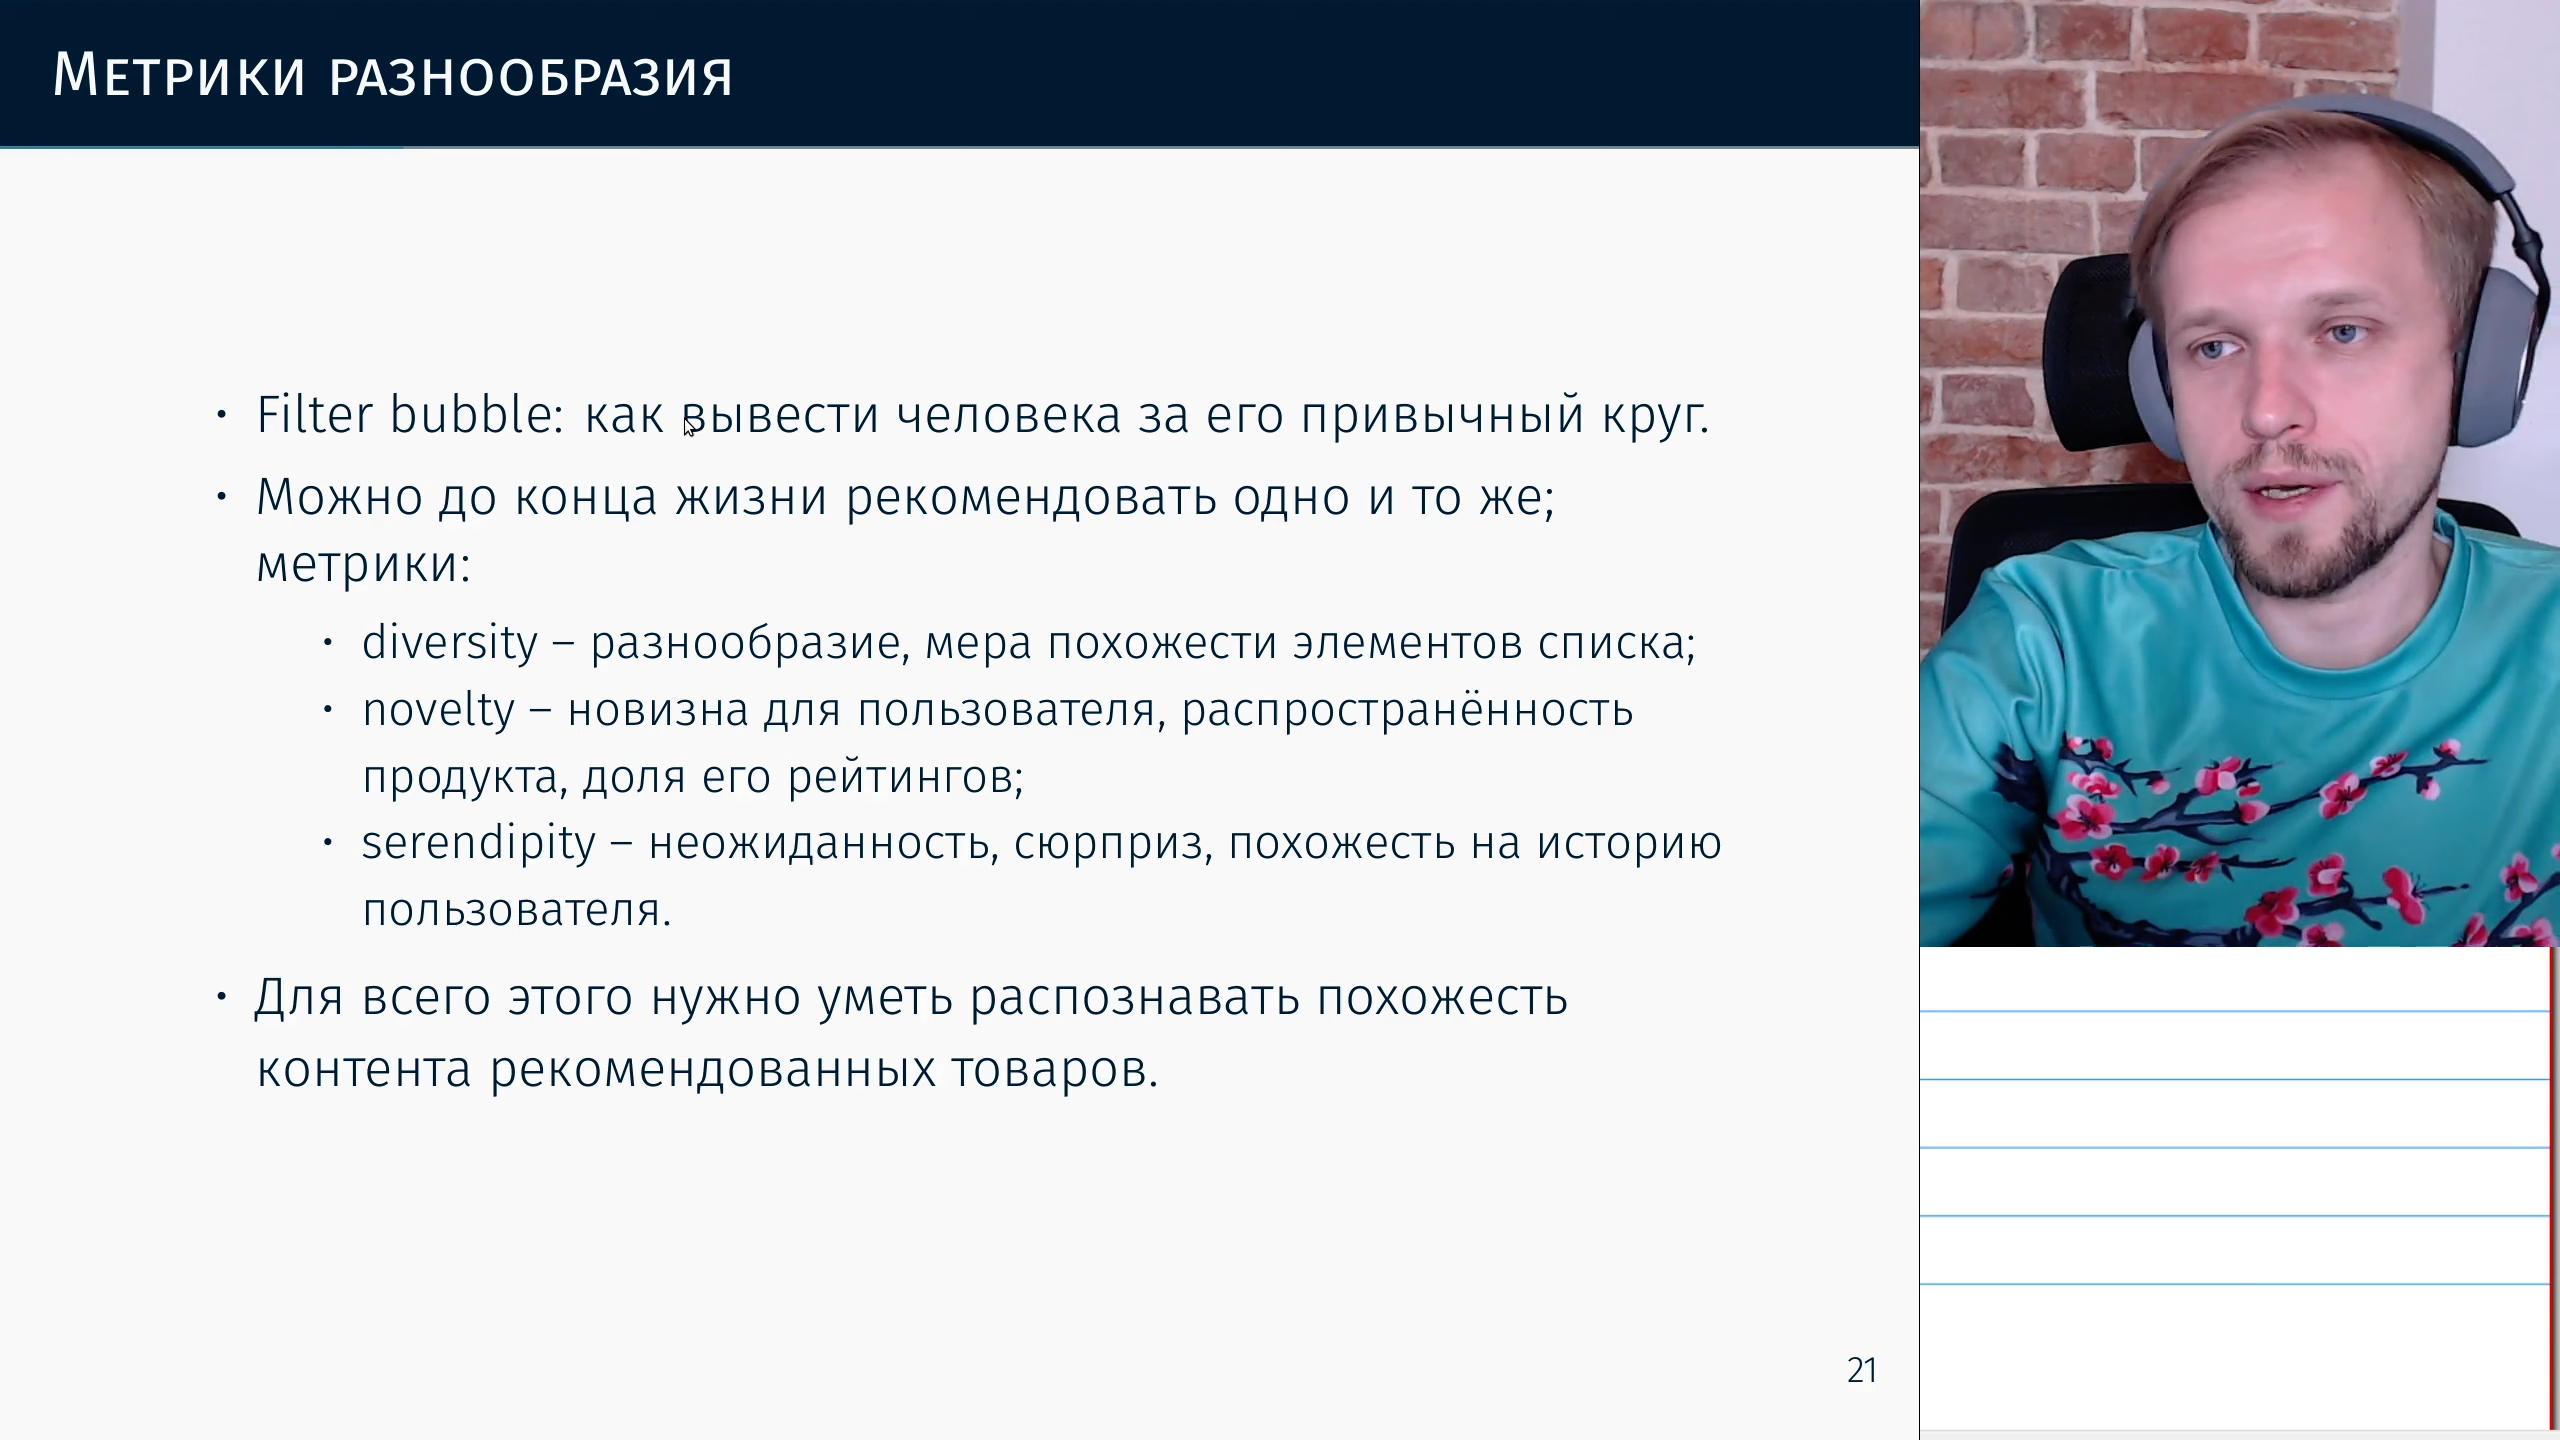 Метрики разнообразия
• Filter bubble: как вывести человека за его привычный круг.
• Можно до конца жизни рекомендовать одно и то же;
метрики:
• diversity – разнообразие, мера похожести элементов списка;
• novelty – новизна для пользователя, распространённость
продукта, доля его рейтингов;
• serendipity – неожиданность, сюрприз, похожесть на историю
пользователя.
• Для всего этого нужно уметь распознавать похожесть
контента рекомендованных товаров.
21